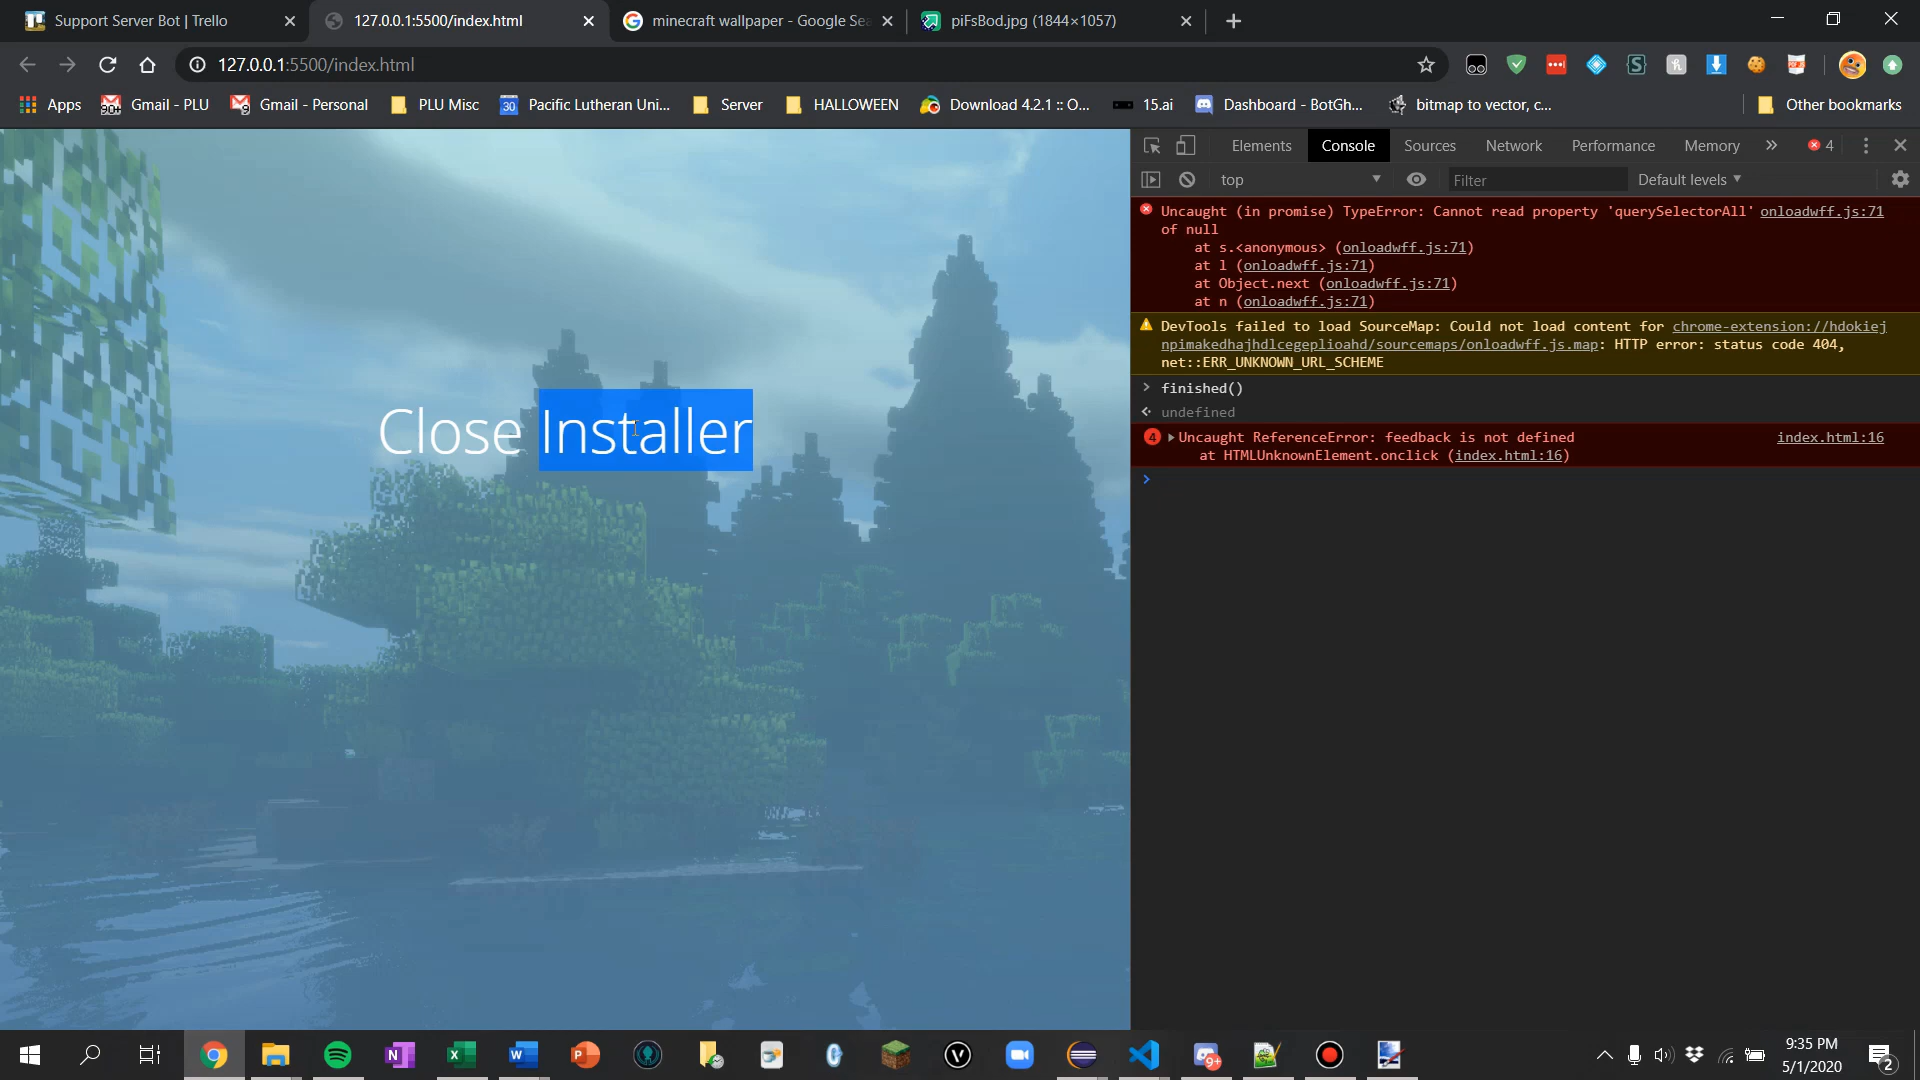 Support Server Bot | Trello
127.0.0.1:5500/index.html
minecraft wallpaper - Google Sea
piFsBod.jpg (1844×1057)
127.0.0.1:5500/index.html
Apps
Gmail - PLU
Gmail - Personal
PLU Misc
30
Pacific Lutheran Uni...
Server
HALLOWEEN
Download 4.2.1 :: O...
15.ai
Dashboard - BotGh...
bitmap to vector, c...
Other bookmarks
Close Installer
Elements
Console
Sources
Network
Performance
Memory
4
top
Filter
Default levels
Uncaught (in promise) TypeError: Cannot read property 'querySelectorAll' onloadwff.js:71
of null
at s.<anonymous> (onloadwff.js:71)
at l (onloadwff.js:71)
at Object.next (onloadwff.js:71)
at n (onloadwff.js:71)
DevTools failed to load SourceMap: Could not load content for chrome-extension://hdokiej
npimakedhajhdlcegeplioahd/sourcemaps/onloadwff.js.map: HTTP error: status code 404,
net::ERR_UNKNOWN_URL_SCHEME
finished()
undefined
4 Uncaught ReferenceError: feedback is not defined index.html:16
at HTMLUnknownElement.onclick (index.html:16)
9:35 PM
5/1/2020
2